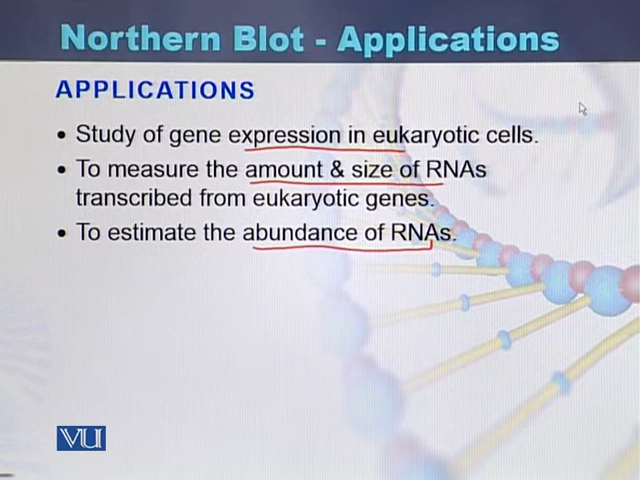 Northern Blot - Applications
APPLICATIONS
• Study of gene expression in eukaryotic cells.
• To measure the amount & size of RNAs
transcribed from eukaryotic genes.
• To estimate the abundance of RNAs.
VU